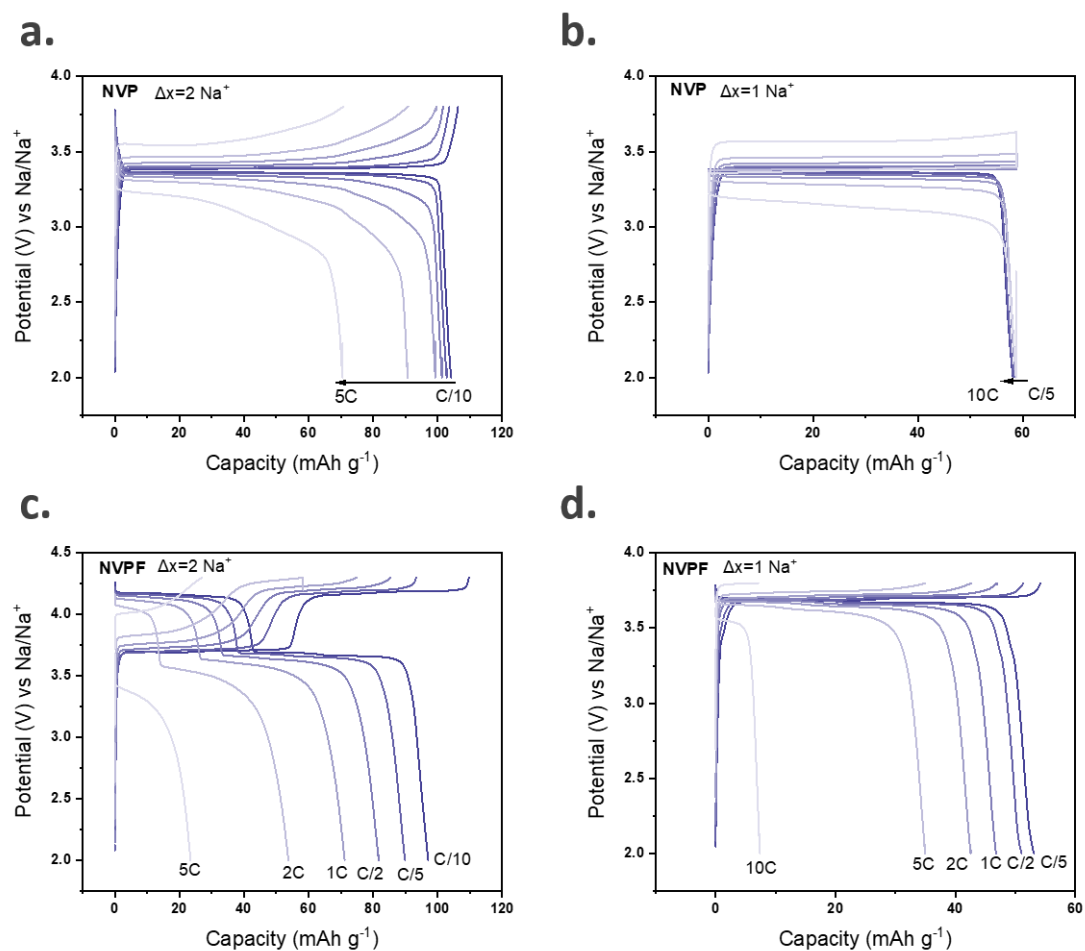 a.
NVP Δx=2 Na⁺
4.0
3.5
3.0
2.5
2.0
Potential (V) vs Na/Na⁺
5C C/10
0 20 40 60 80 100 120
Capacity (mAh g⁻¹)
b.
NVP Δx=1 Na⁺
4.0
3.5
3.0
2.5
2.0
Potential (V) vs Na/Na⁺
10C C/5
0 20 40 60
Capacity (mAh g⁻¹)
c.
NVPF Δx=2 Na⁺
4.5
4.0
3.5
3.0
2.5
2.0
Potential (V) vs Na/Na⁺
5C 2C 1C C/2 C/5 C/10
0 20 40 60 80 100 120
Capacity (mAh g⁻¹)
d.
NVPF Δx=1 Na⁺
4.0
3.5
3.0
2.5
2.0
Potential (V) vs Na/Na⁺
10C 5C 2C 1C C/2 C/5
0 20 40 60
Capacity (mAh g⁻¹)